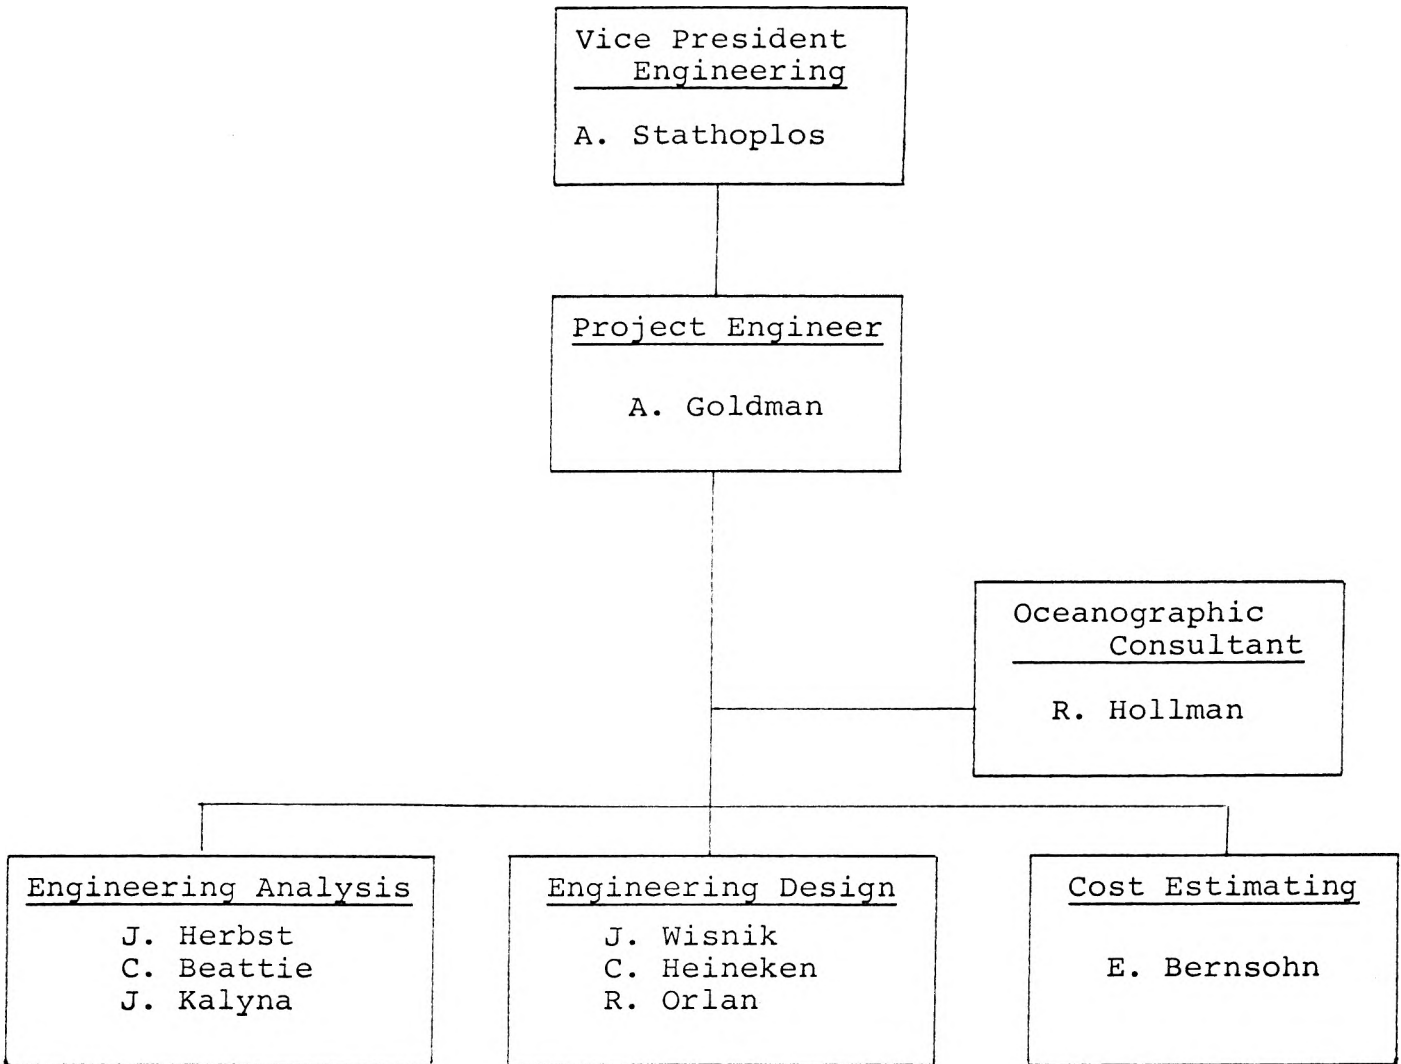 Vice President
Engineering
A. Stathoplos
Project Engineer
A. Goldman
Oceanographic
Consultant
R. Hollman
Engineering Analysis
J. Herbst
C. Beattie
J. Kalyna
Engineering Design
J. Wisnik
C. Heineken
R. Orlan
Cost Estimating
E. Bernsohn